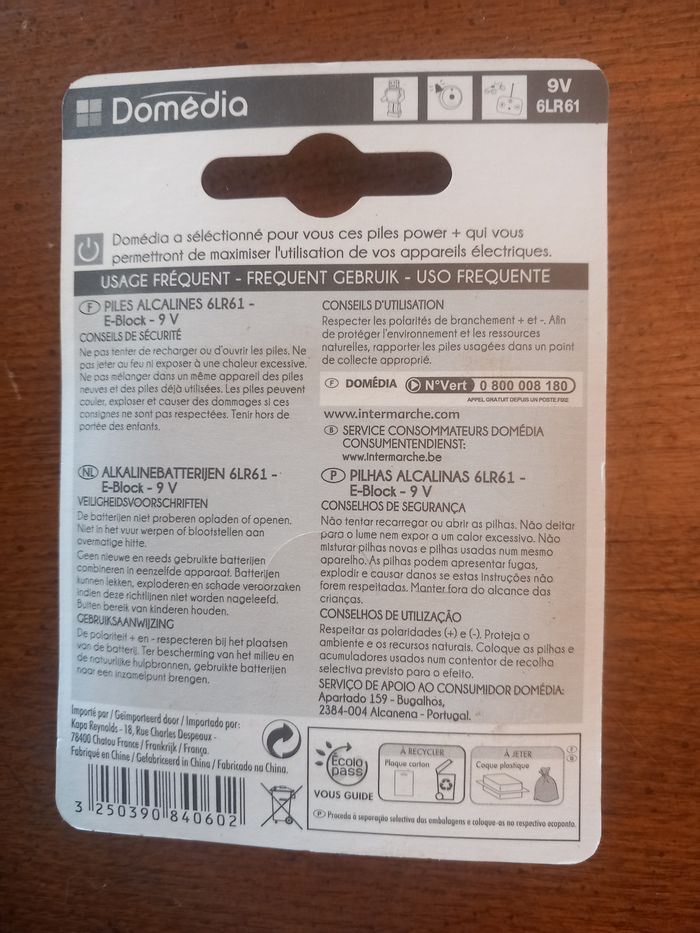 Domédia
9V
6LR61
Domédia a séléctionné pour vous ces piles power + qui vous
permettront de maximiser l'utilisation de vos appareils électriques.
USAGE FRÉQUENT - FREQUENT GEBRUIK - USO FREQUENTE
F PILES ALCALINES 6LR61 -
E-Block - 9 V
CONSEILS DE SÉCURITÉ
Ne pas tenter de recharger ou d'ouvrir les piles. Ne
pas jeter au feu ni exposer à une chaleur excessive.
Ne pas mélanger dans un même appareil des piles
neuves et des piles déjà utilisées. Les piles peuvent
couler, exploser et causer des dommages si ces
consignes ne sont pas respectées. Tenir hors de
portée des enfants.
CONSEILS D'UTILISATION
Respecter les polarités de branchement + et -. Afin
de protéger l'environnement et les ressources
naturelles, rapporter les piles usagées dans un point
de collecte approprié.
F DOMÉDIA N°Vert 0 800 008 180
APPEL GRATUIT DEPUIS UN POSTE FIXE
www.intermarche.com
B SERVICE CONSOMMATEURS DOMÉDIA
CONSUMENTENDIENST:
www.intermarche.be
NL ALKALINEBATTERIJEN 6LR61 -
E-Block - 9 V
VEILIGHEIDSVOORSCHRIFTEN
De batterijen niet proberen opladen of openen.
Niet in het vuur werpen of blootstellen aan
overmatige hitte.
Geen nieuwe en reeds gebruikte batterijen
combineren in eenzelfde apparaat. Batterijen
kunnen lekken, exploderen en schade veroorzaken
indien deze richtlijnen niet worden nageleefd.
Buiten bereik van kinderen houden.
GEBRUIKSAANWIJZING
De polariteit + en - respecteren bij het plaatsen
van de batterij. Ter bescherming van het milieu en
de natuurlijke hulpbronnen, gebruikte batterijen
naar een inzamelpunt brengen.
P PILHAS ALCALINAS 6LR61 -
E-Block - 9 V
CONSELHOS DE SEGURANÇA
Não tentar recarregar ou abrir as pilhas. Não deitar
para o lume nem expor a um calor excessivo. Não
misturar pilhas novas e pilhas usadas num mesmo
aparelho. As pilhas podem apresentar fugas,
explodir e causar danos se estas instruções não
forem respeitadas. Manter fora do alcance das
crianças.
CONSELHOS DE UTILIZAÇÃO
Respeitar as polaridades (+) e (-). Proteja o
ambiente e os recursos naturais. Coloque as pilhas e
acumuladores usados num contentor de recolha
selectiva previsto para o efeito.
SERVIÇO DE APOIO AO CONSUMIDOR DOMÉDIA:
Apartado 159 - Bugalhos,
2384-004 Alcanena - Portugal.
Importé par / Geïmporteerd door / Importado por:
Kapa Reynolds - 18, Rue Charles Despeaux -
78400 Chatou France / Frankrijk / França.
Fabriqué en Chine / Gefabriceerd in China / Fabricado na China.
3 250390 840602
Écolo
pass
VOUS GUIDE
À RECYCLER
Plaque carton
À JETER
Coque plastique
F
B
P Proceda à separação selectiva das embalagens e coloque-as no respectivo ecoponto.